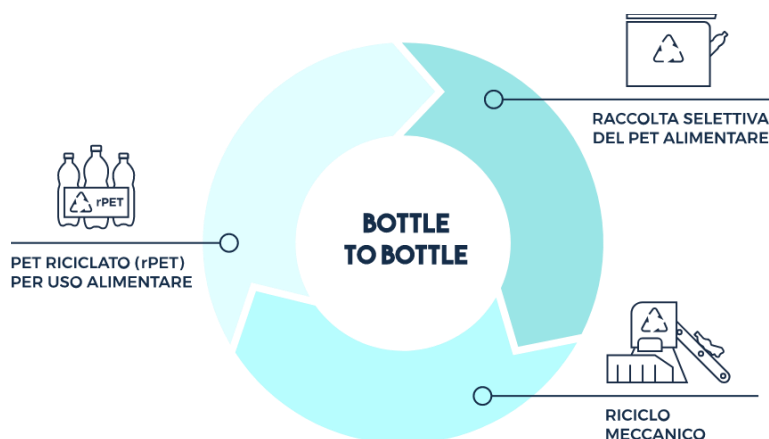 RACCOLTA SELETTIVA
DEL PET ALIMENTARE
rPET
BOTTLE
TO BOTTLE
PET RICICLATO (rPET)
PER USO ALIMENTARE
RICICLO
MECCANICO